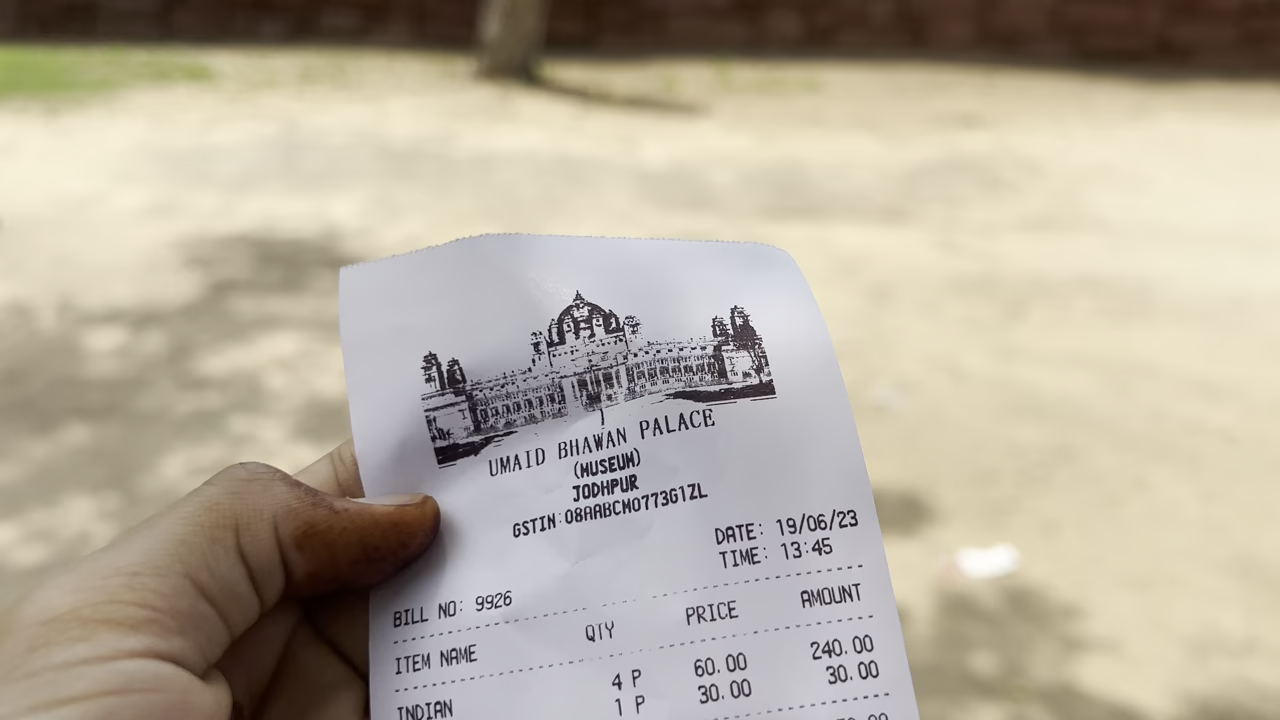 UMAID BHAWAN PALACE
(MUSEUM)
JODHPUR
GSTIN:08AABCM0773G1ZL
DATE: 19/06/23
TIME: 13:45
BILL NO: 9926
ITEM NAME QTY PRICE AMOUNT
INDIAN 4 P 60.00 240.00
1 P 30.00 30.00